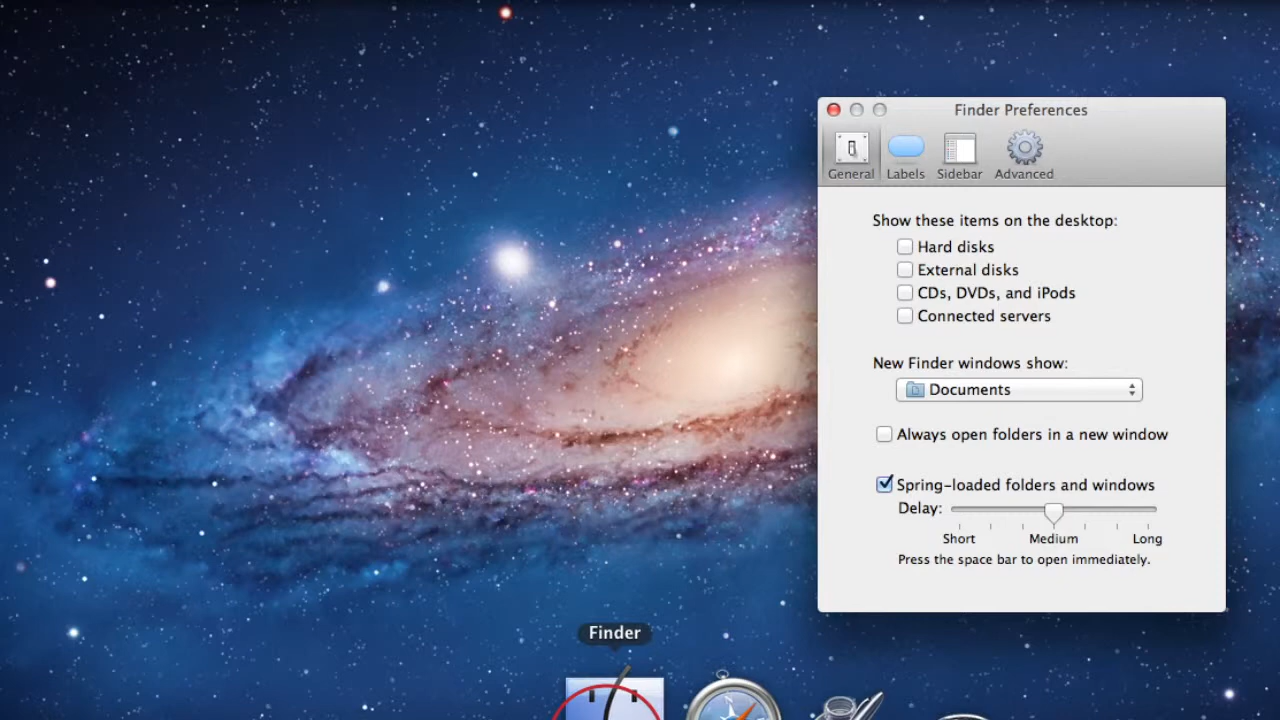 Finder Preferences
General Labels Sidebar Advanced
Show these items on the desktop:
Hard disks
External disks
CDs, DVDs, and iPods
Connected servers
New Finder windows show:
Documents
Always open folders in a new window
Spring-loaded folders and windows
Delay:
Short Medium Long
Press the space bar to open immediately.
Finder